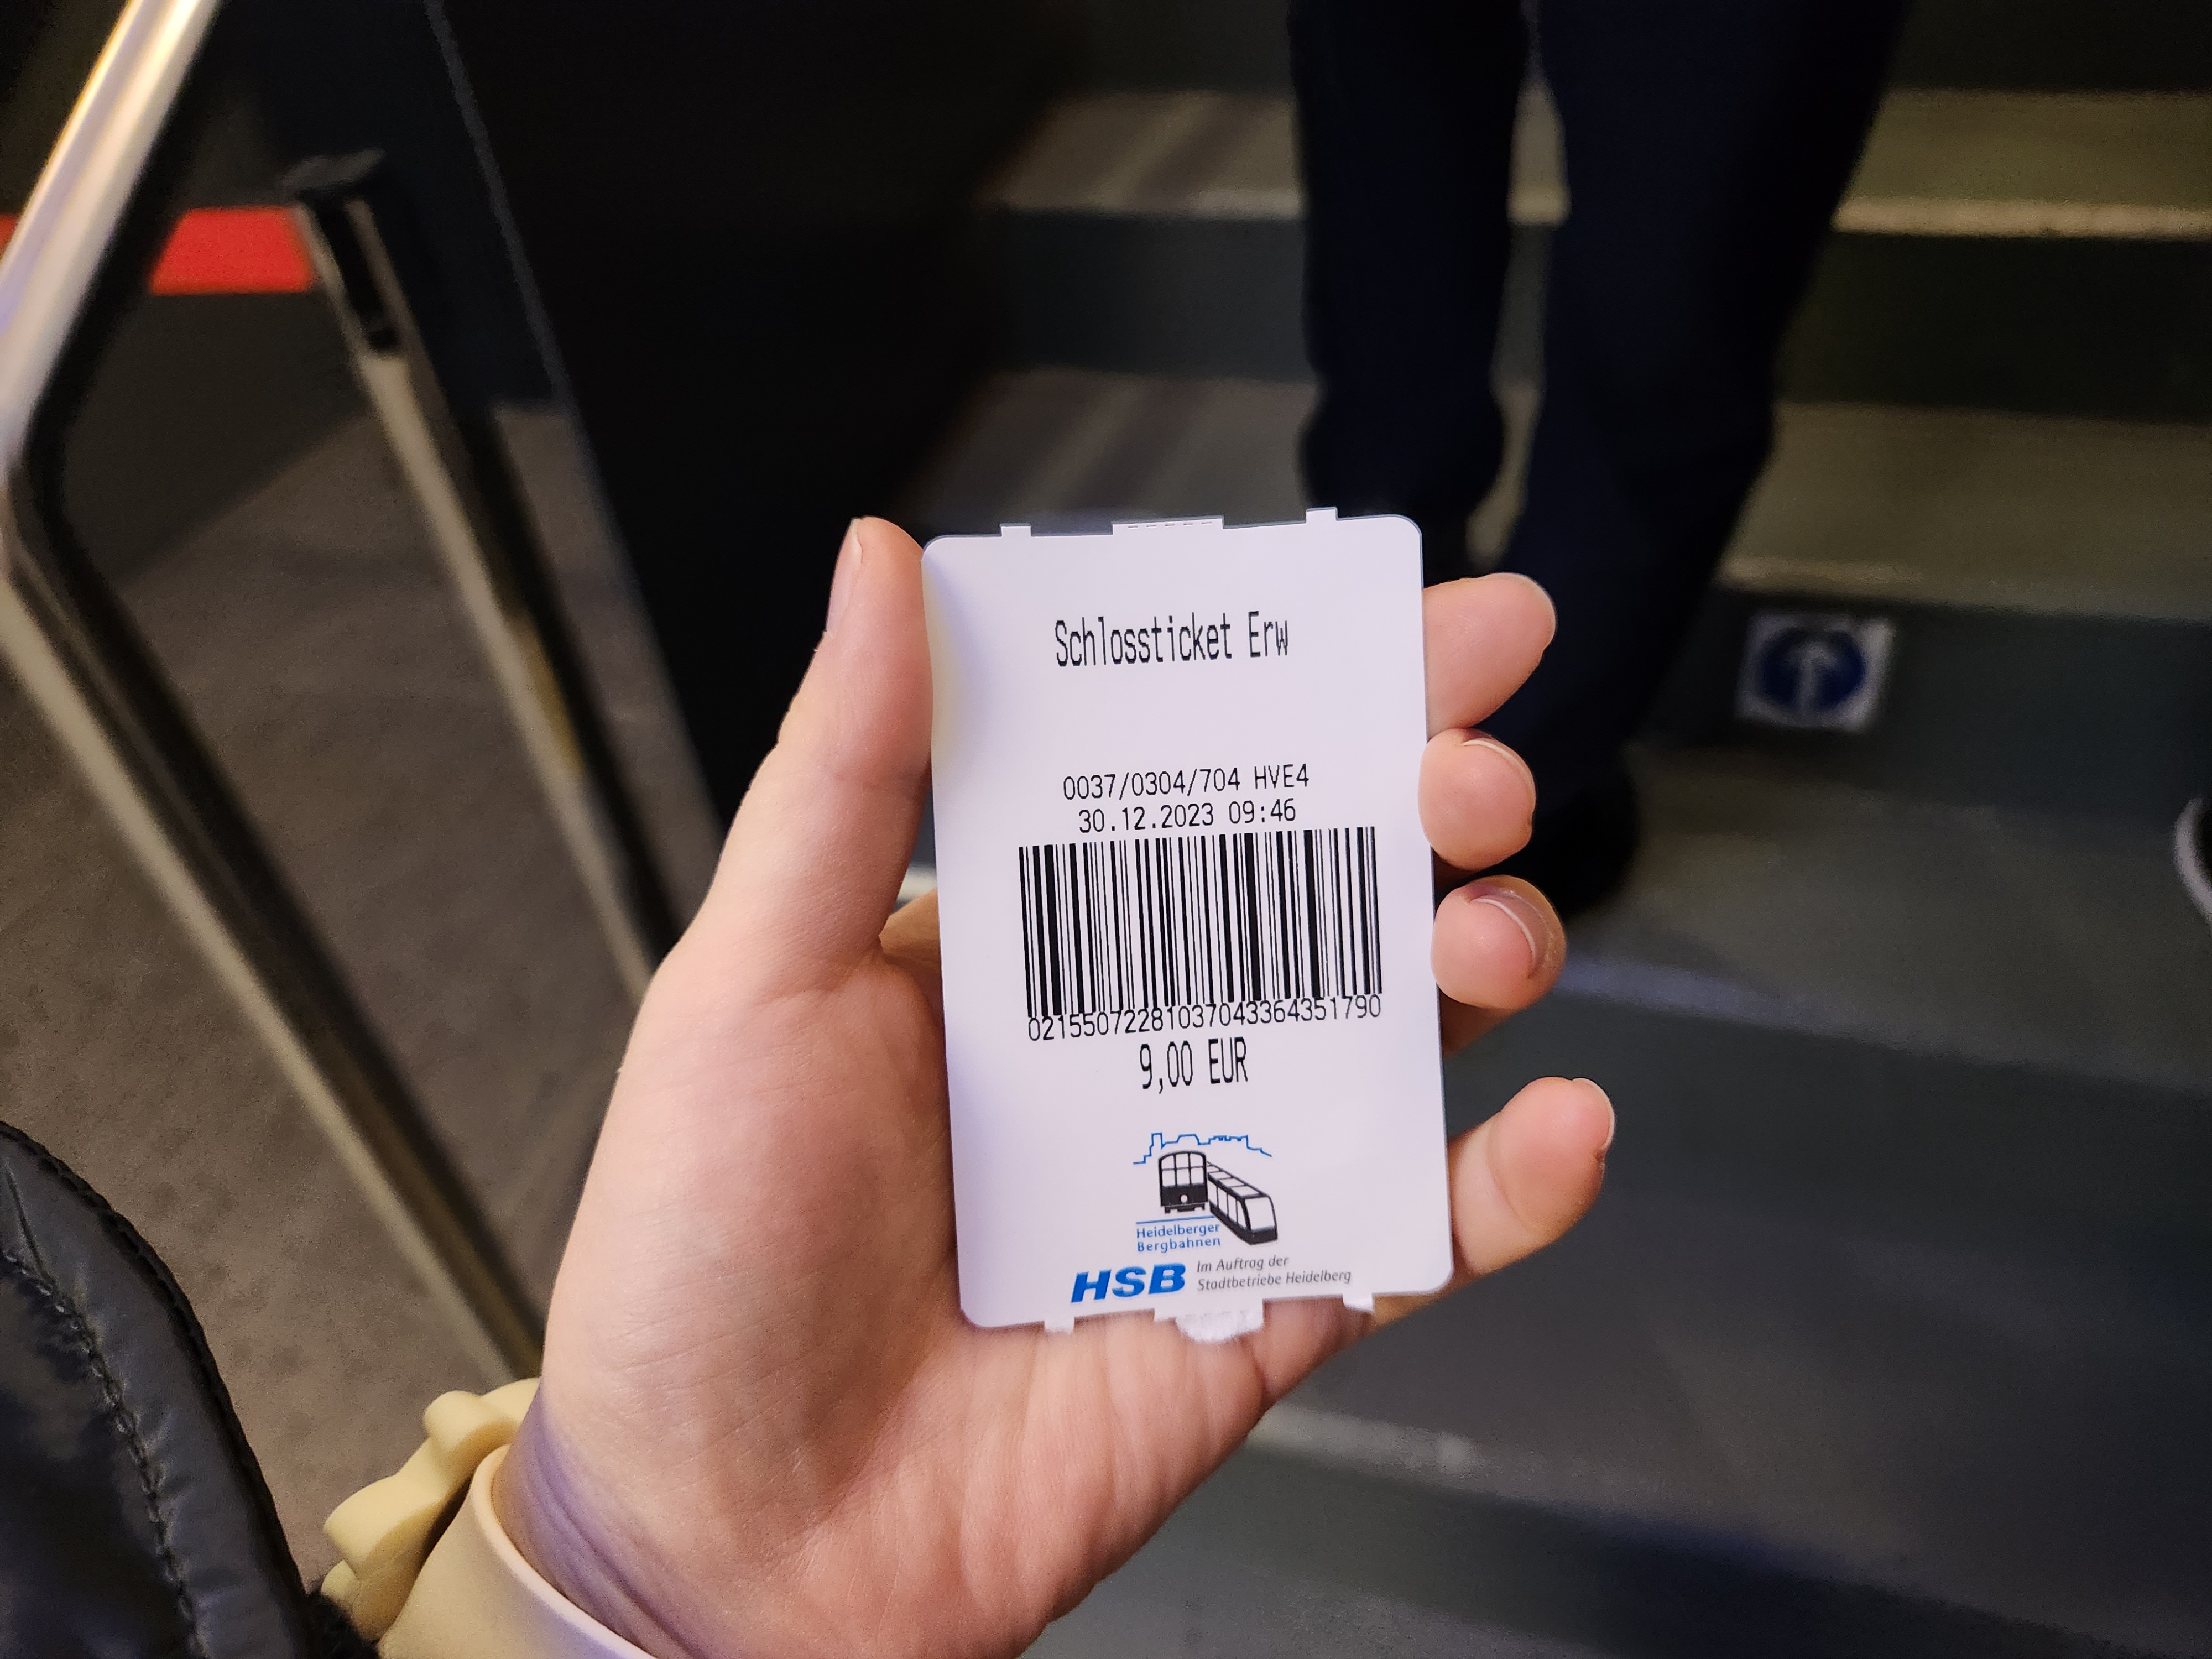 Schlossticket Erw
0037/0304/704 HVE4
30.12.2023 09:46
02155072281037043364351790
9,00 EUR
Heidelberger
Bergbahnen
HSB
Im Auftrag der
Stadtbetriebe Heidelberg